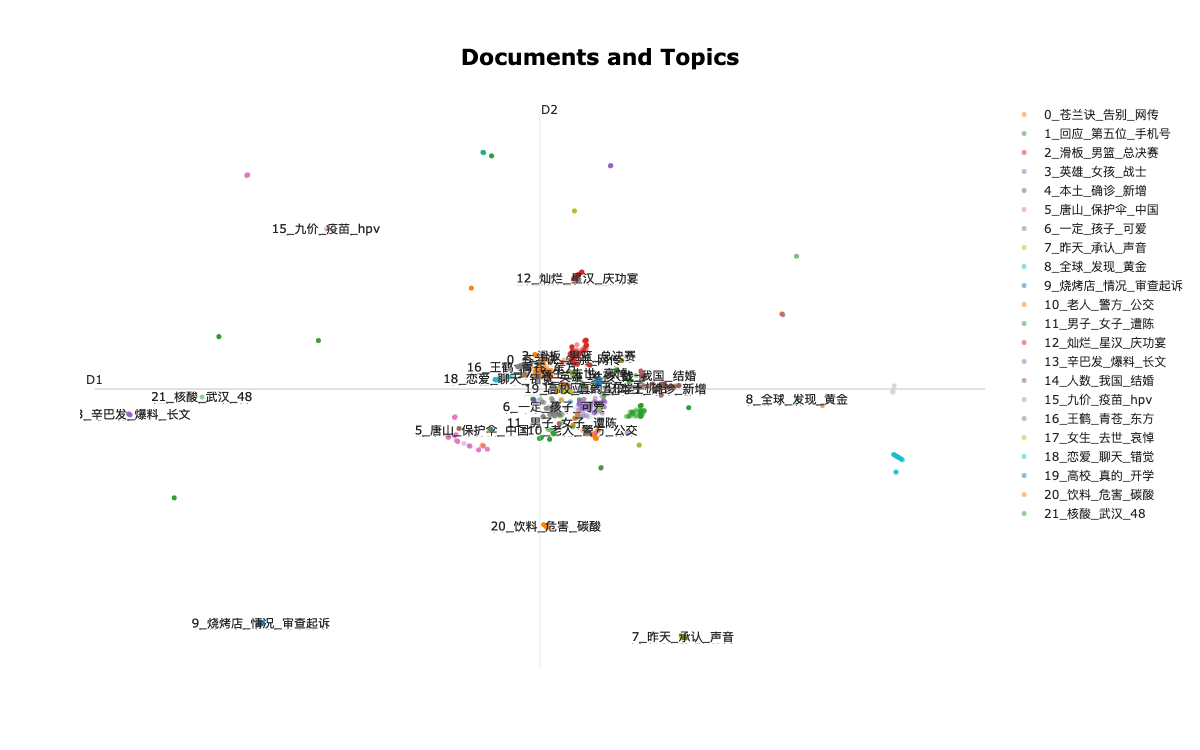 Documents and Topics
D2
0_苍兰诀_告别_网传
1_回应_第五位_手机号
2_滑板_男篮_总决赛
3_英雄_女孩_战士
4_本土_确诊_新增
5_唐山_保护伞_中国
6_一定_孩子_可爱
7_昨天_承认_声音
8_全球_发现_黄金
9_烧烤店_情况_审查起诉
10_老人_警方_公交
11_男子_女子_遭陈
12_灿烂_星汉_庆功宴
13_辛巴发_爆料_长文
14_人数_我国_结婚
15_九价_疫苗_hpv
16_王鹤_青苍_东方
17_女生_去世_哀悼
18_恋爱_聊天_错觉
19_高校_真的_开学
20_饮料_危害_碳酸
21_核酸_武汉_48
15_九价_疫苗_hpv
12_灿烂_星汉_庆功宴
2_滑板_男篮_总决赛
16_王鹤_青苍_东方
18_恋爱_聊天_错觉
D1
21_核酸_武汉_48
8_全球_发现_黄金
6_一定_孩子_可爱
辛巴发_爆料_长文
11_男子_女子_遭陈
5_唐山_保护伞_中国
10_老人_警方_公交
20_饮料_危害_碳酸
9_烧烤店_情况_审查起诉
7_昨天_承认_声音